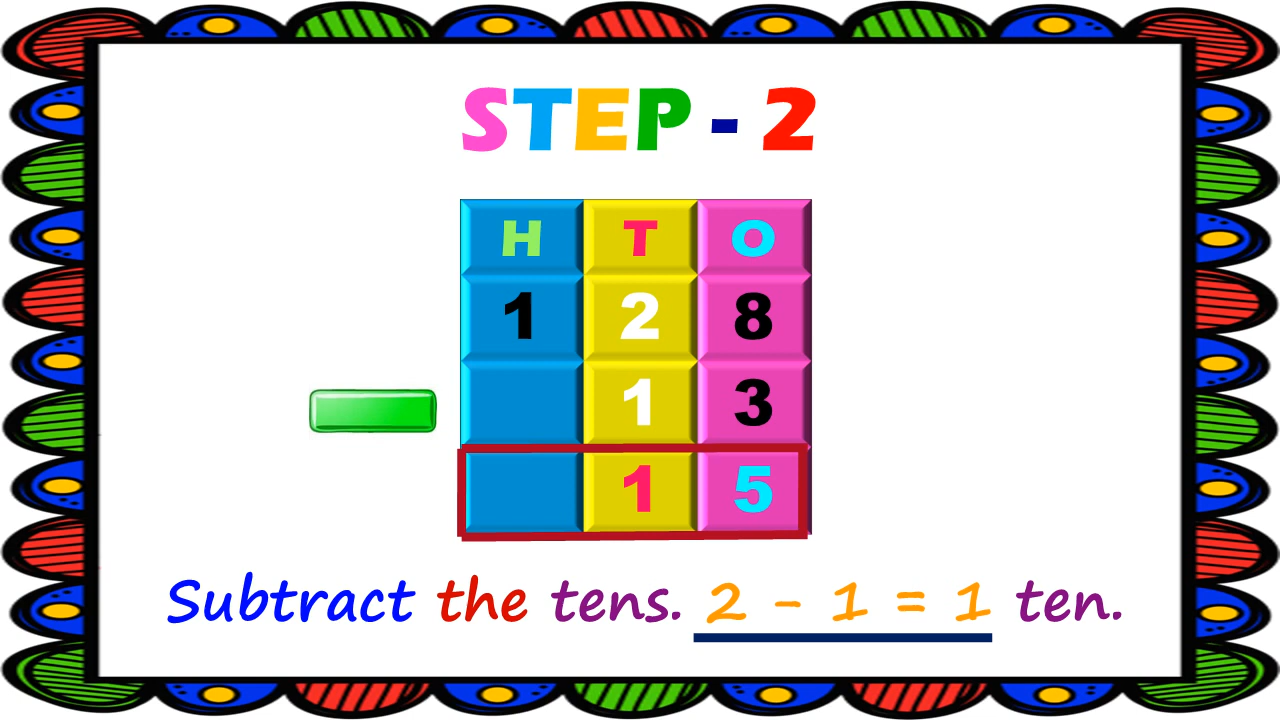 STEP - 2
H T O
1 2 8
1 3
1 5
Subtract the tens. 2 - 1 = 1 ten.